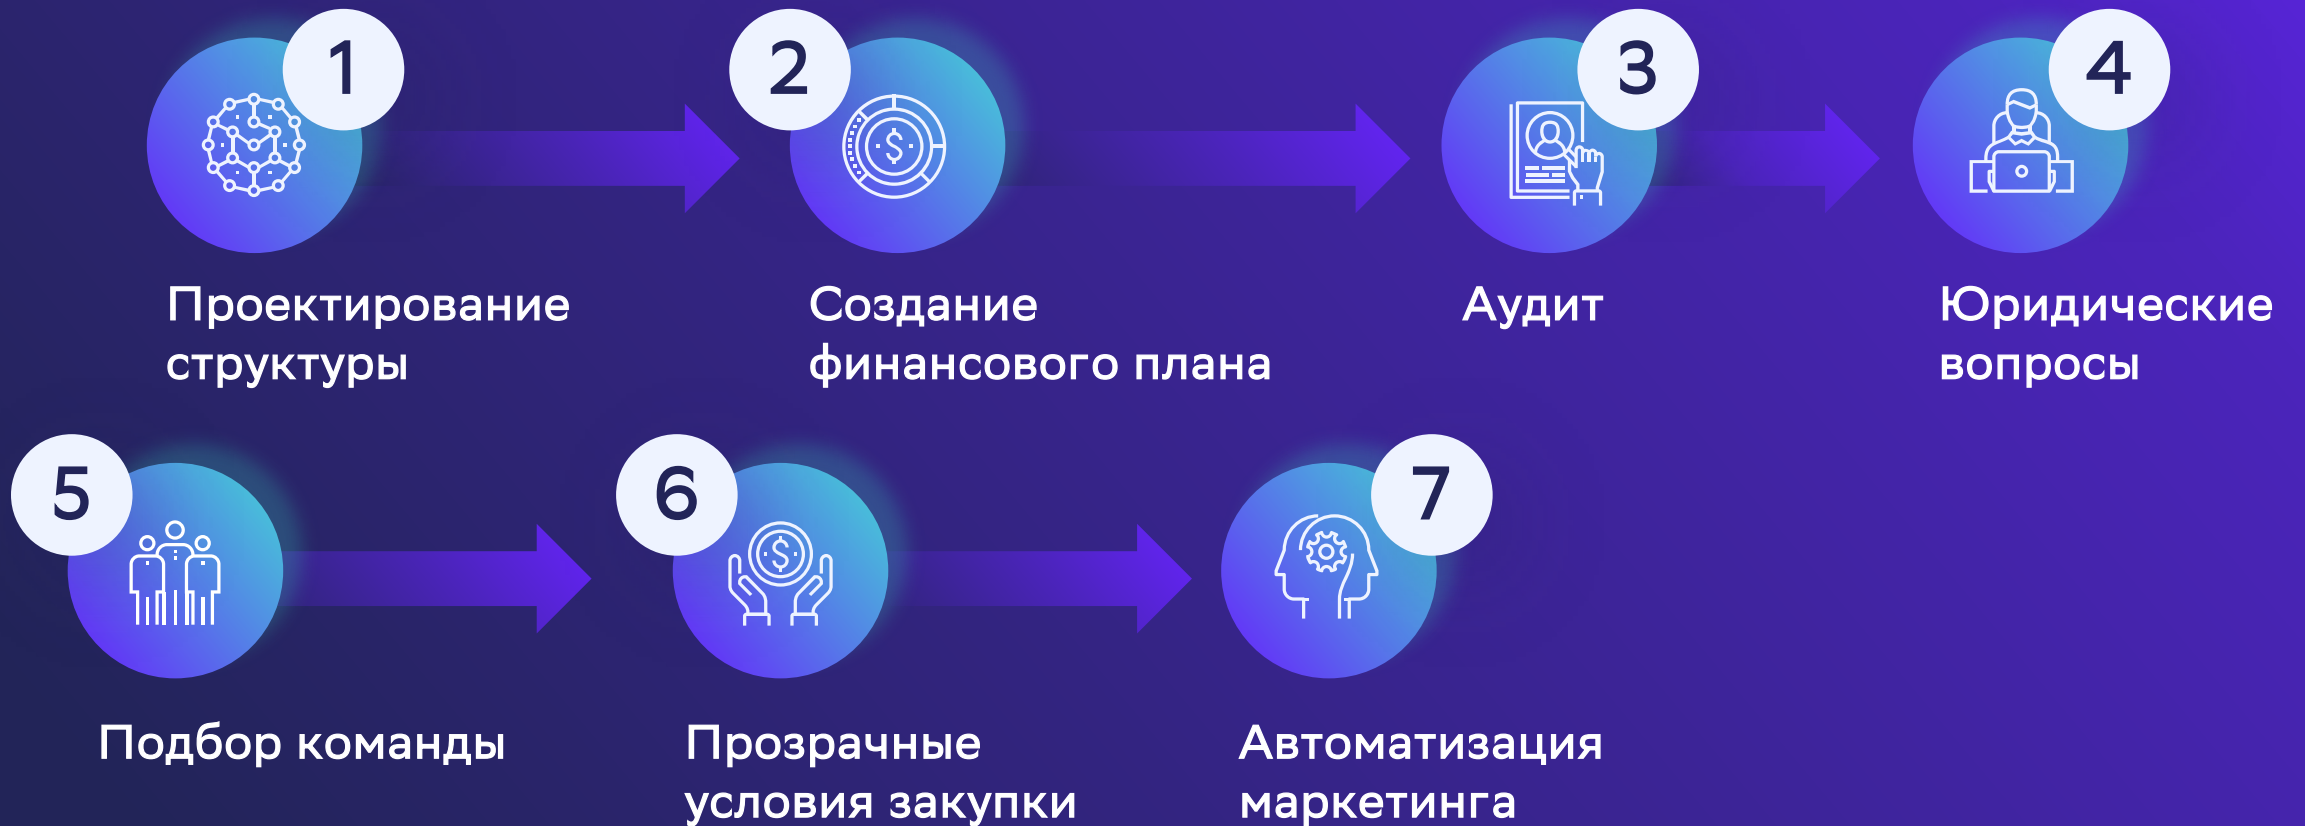 1
Проектирование
структуры
2
Создание
финансового плана
3
Аудит
4
Юридические
вопросы
5
Подбор команды
6
Прозрачные
условия закупки
7
Автоматизация
маркетинга